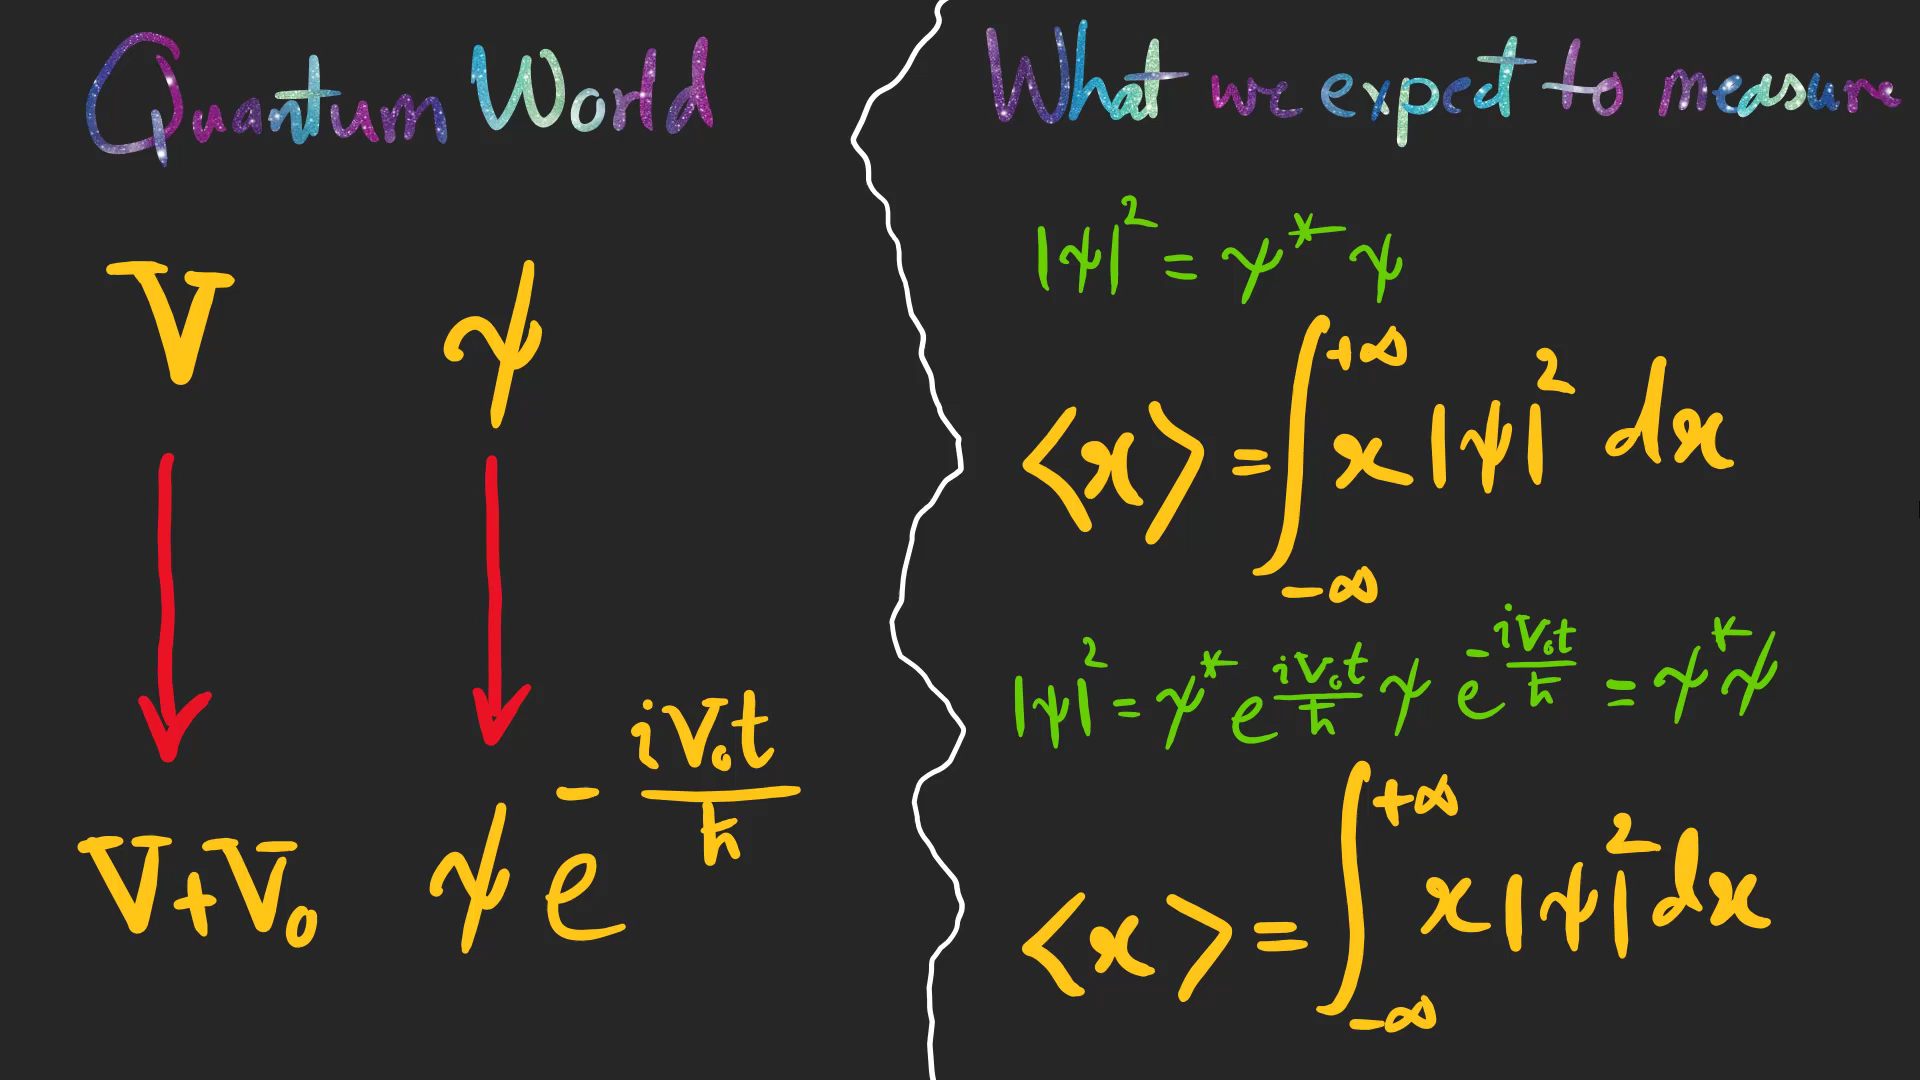 Quantum World
V ψ
V+V₀ ψ e^(-iV₀t/ħ)
What we expect to measure
|ψ|² = ψ* ψ
<x> = ∫_{-∞}^{+∞} x |ψ|² dx
|ψ|² = ψ* e^(iV₀t/ħ) ψ e^(-iV₀t/ħ) = ψ*ψ
<x> = ∫_{-∞}^{+∞} x |ψ|² dx